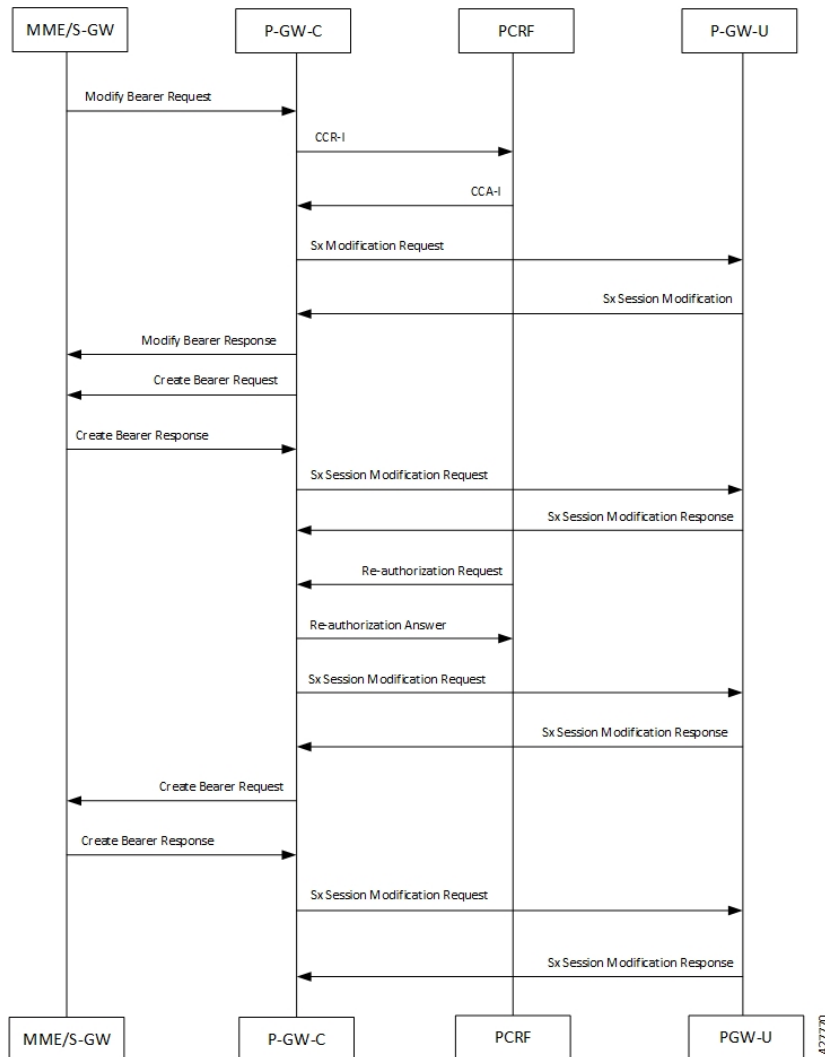 MME/S-GW
P-GW-C
PCRF
P-GW-U
Modify Bearer Request
CCR-I
CCA-I
Sx Modification Request
Sx Session Modification
Modify Bearer Response
Create Bearer Request
Create Bearer Response
Sx Session Modification Request
Sx Session Modification Response
Re-authorization Request
Re-authorization Answer
Sx Session Modification Request
Sx Session Modification Response
Create Bearer Request
Create Bearer Response
Sx Session Modification Request
Sx Session Modification Response
MME/S-GW
P-GW-C
PCRF
PGW-U
427770